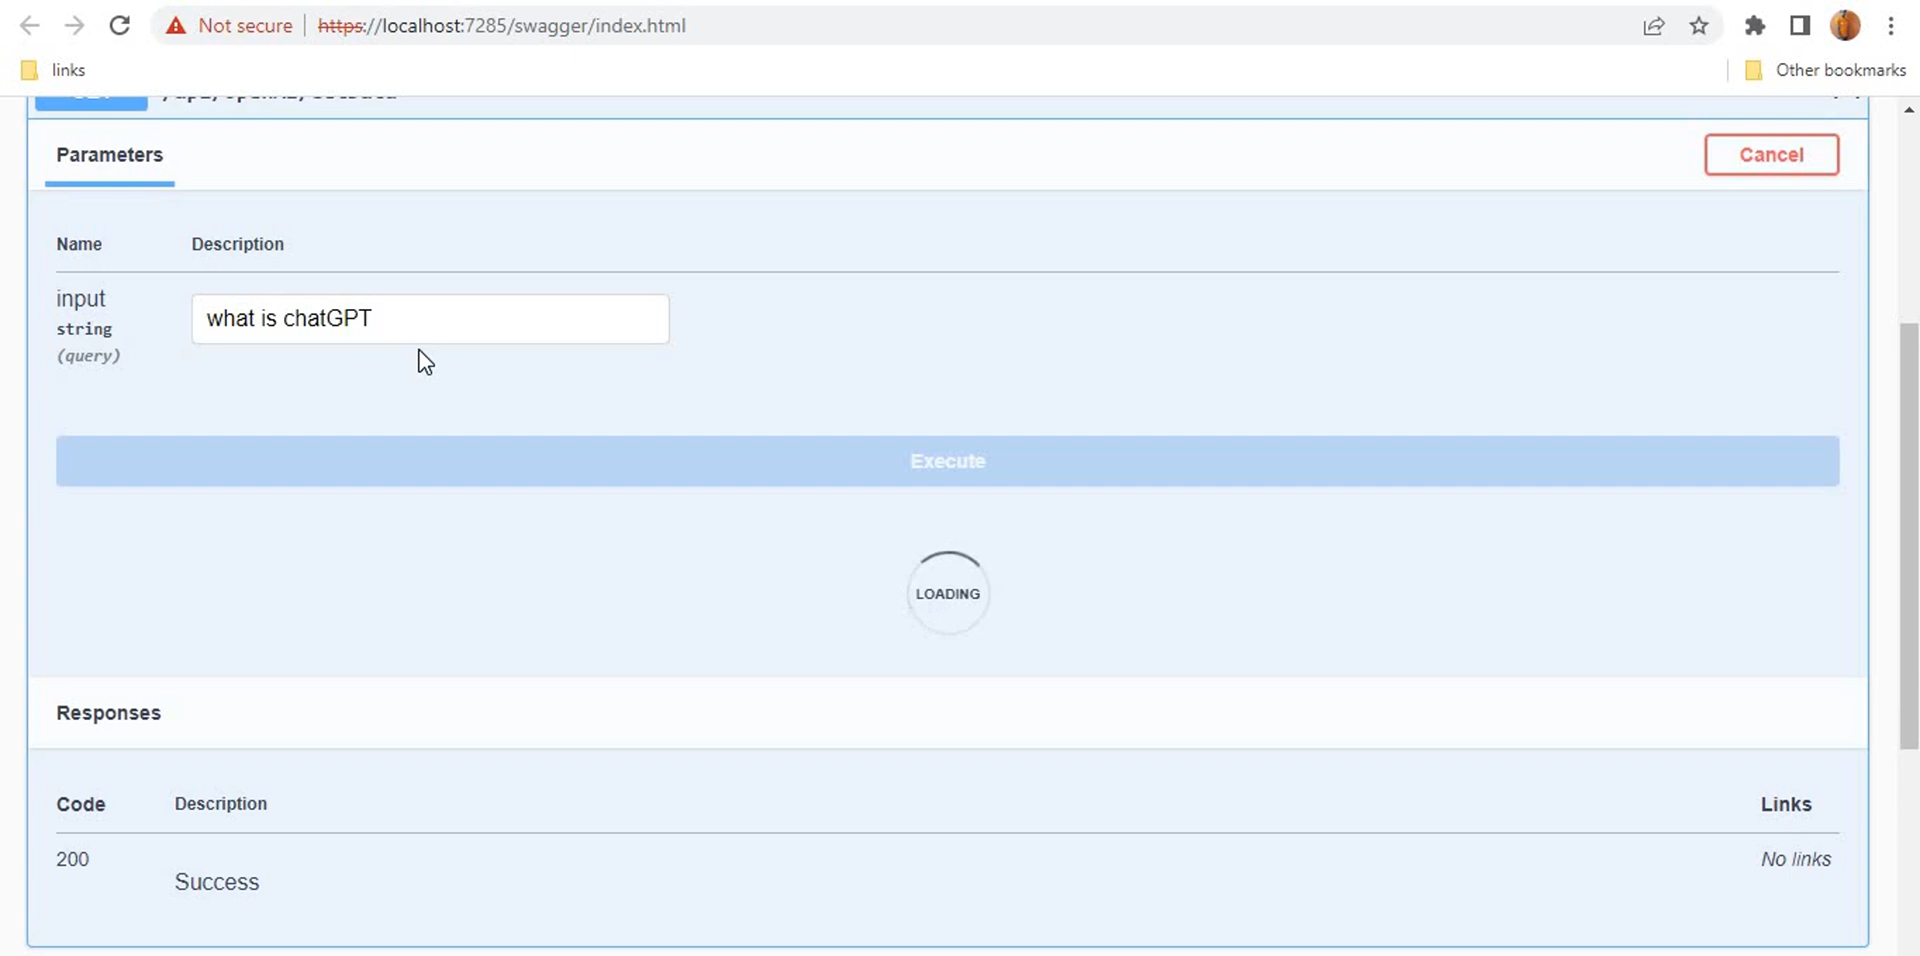 Not secure https://localhost:7285/swagger/index.html
links Other bookmarks
Parameters Cancel
Name Description
input
string
(query)
what is chatGPT
Execute
LOADING
Responses
Code Description Links
200 No links
Success